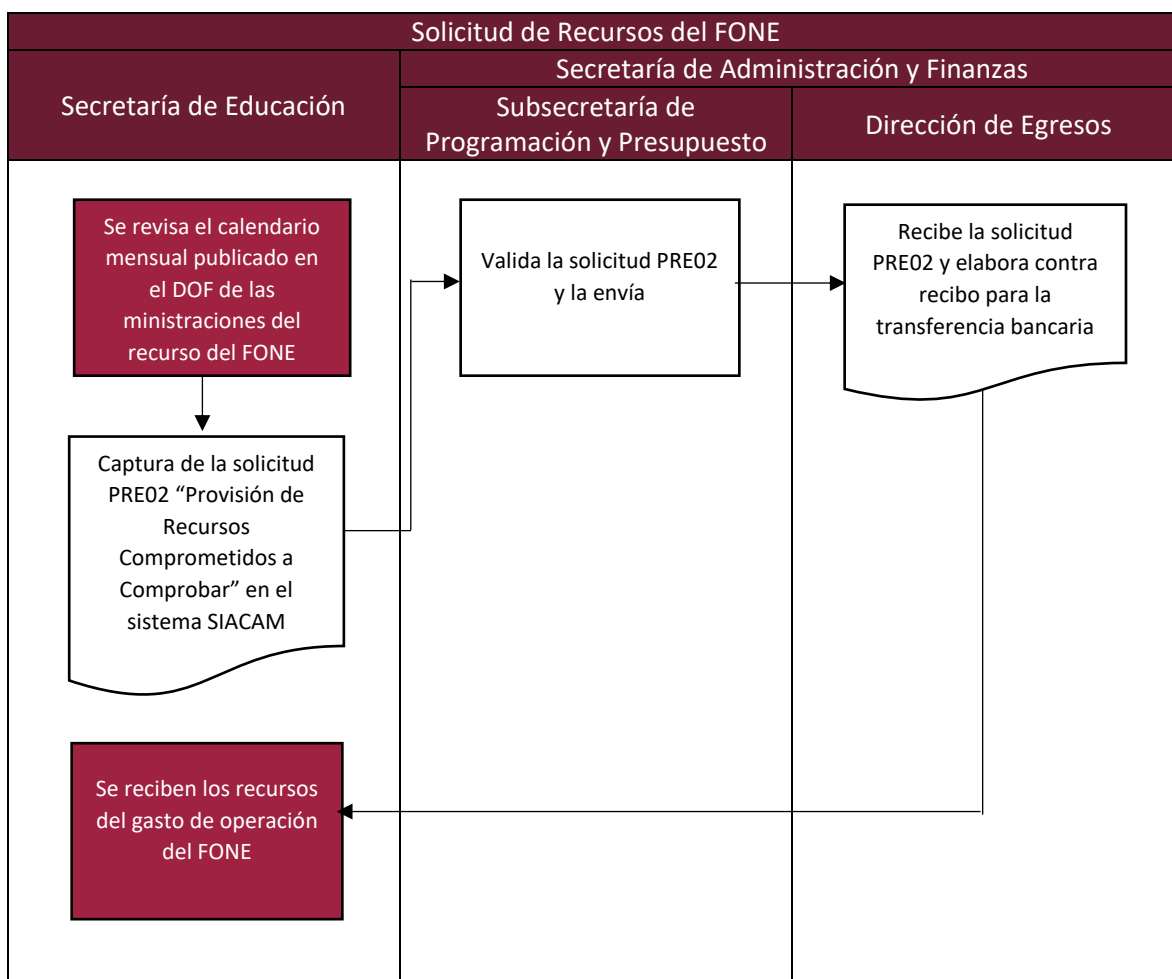 Solicitud de Recursos del FONE
Secretaría de Educación
Secretaría de Administración y Finanzas
Subsecretaría de
Programación y Presupuesto
Dirección de Egresos
Se revisa el calendario
mensual publicado en
el DOF de las
ministraciones del
recurso del FONE
Captura de la solicitud
PRE02 “Provisión de
Recursos
Comprometidos a
Comprobar” en el
sistema SIACAM
Valida la solicitud PRE02
y la envía
Recibe la solicitud
PRE02 y elabora contra
recibo para la
transferencia bancaria
Se reciben los recursos
del gasto de operación
del FONE